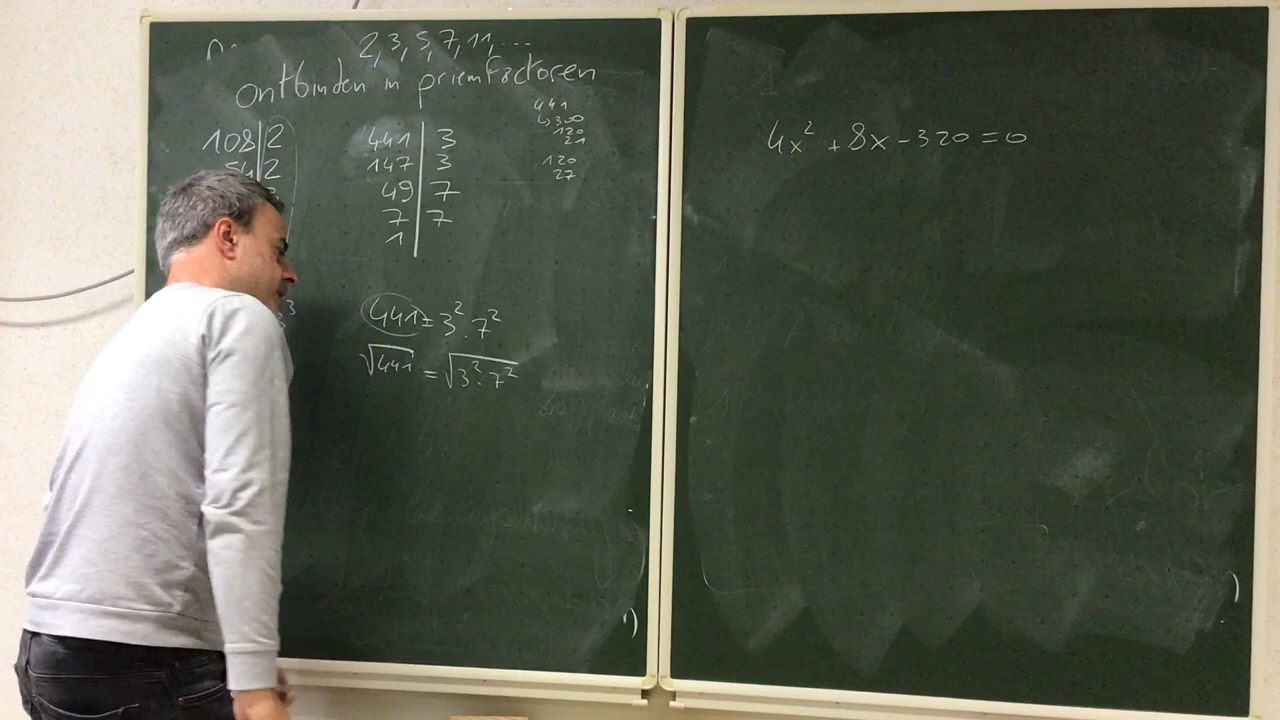 2, 3, 5, 7, 11, ...
ontbinden in priemfactoren
108 | 2
54 | 2
441 | 3
147 | 3
49 | 7
7 | 7
1
441
↳300
120
21
120
27
3
441 = 3² · 7²
√441 = √3² · 7²
4x² + 8x - 320 = 0